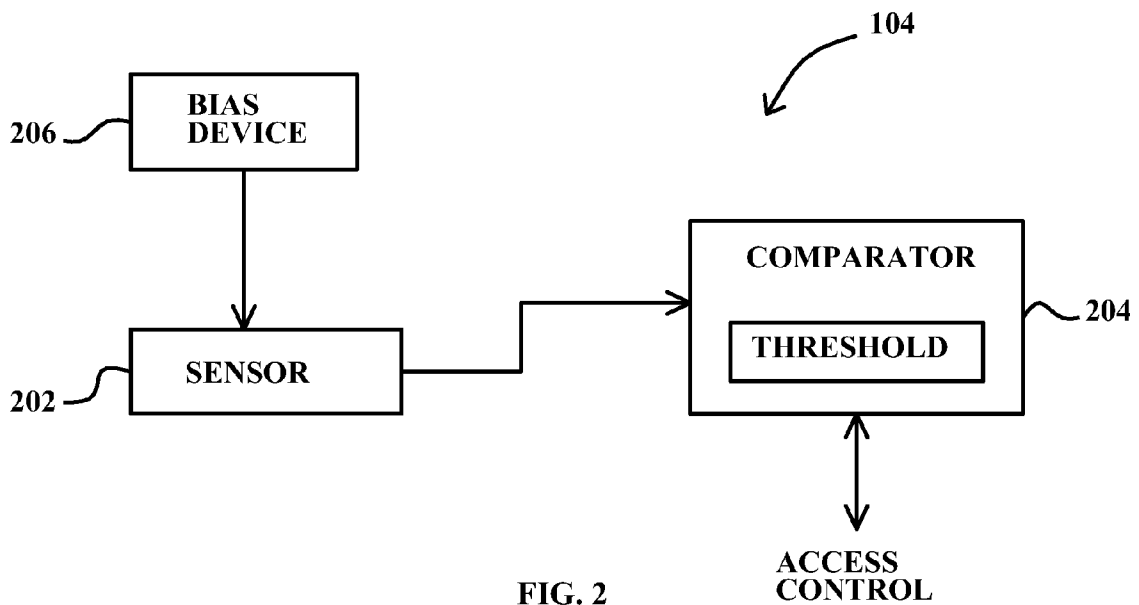 104
BIAS
DEVICE
206
COMPARATOR
204
THRESHOLD
SENSOR
202
ACCESS
CONTROL
FIG. 2